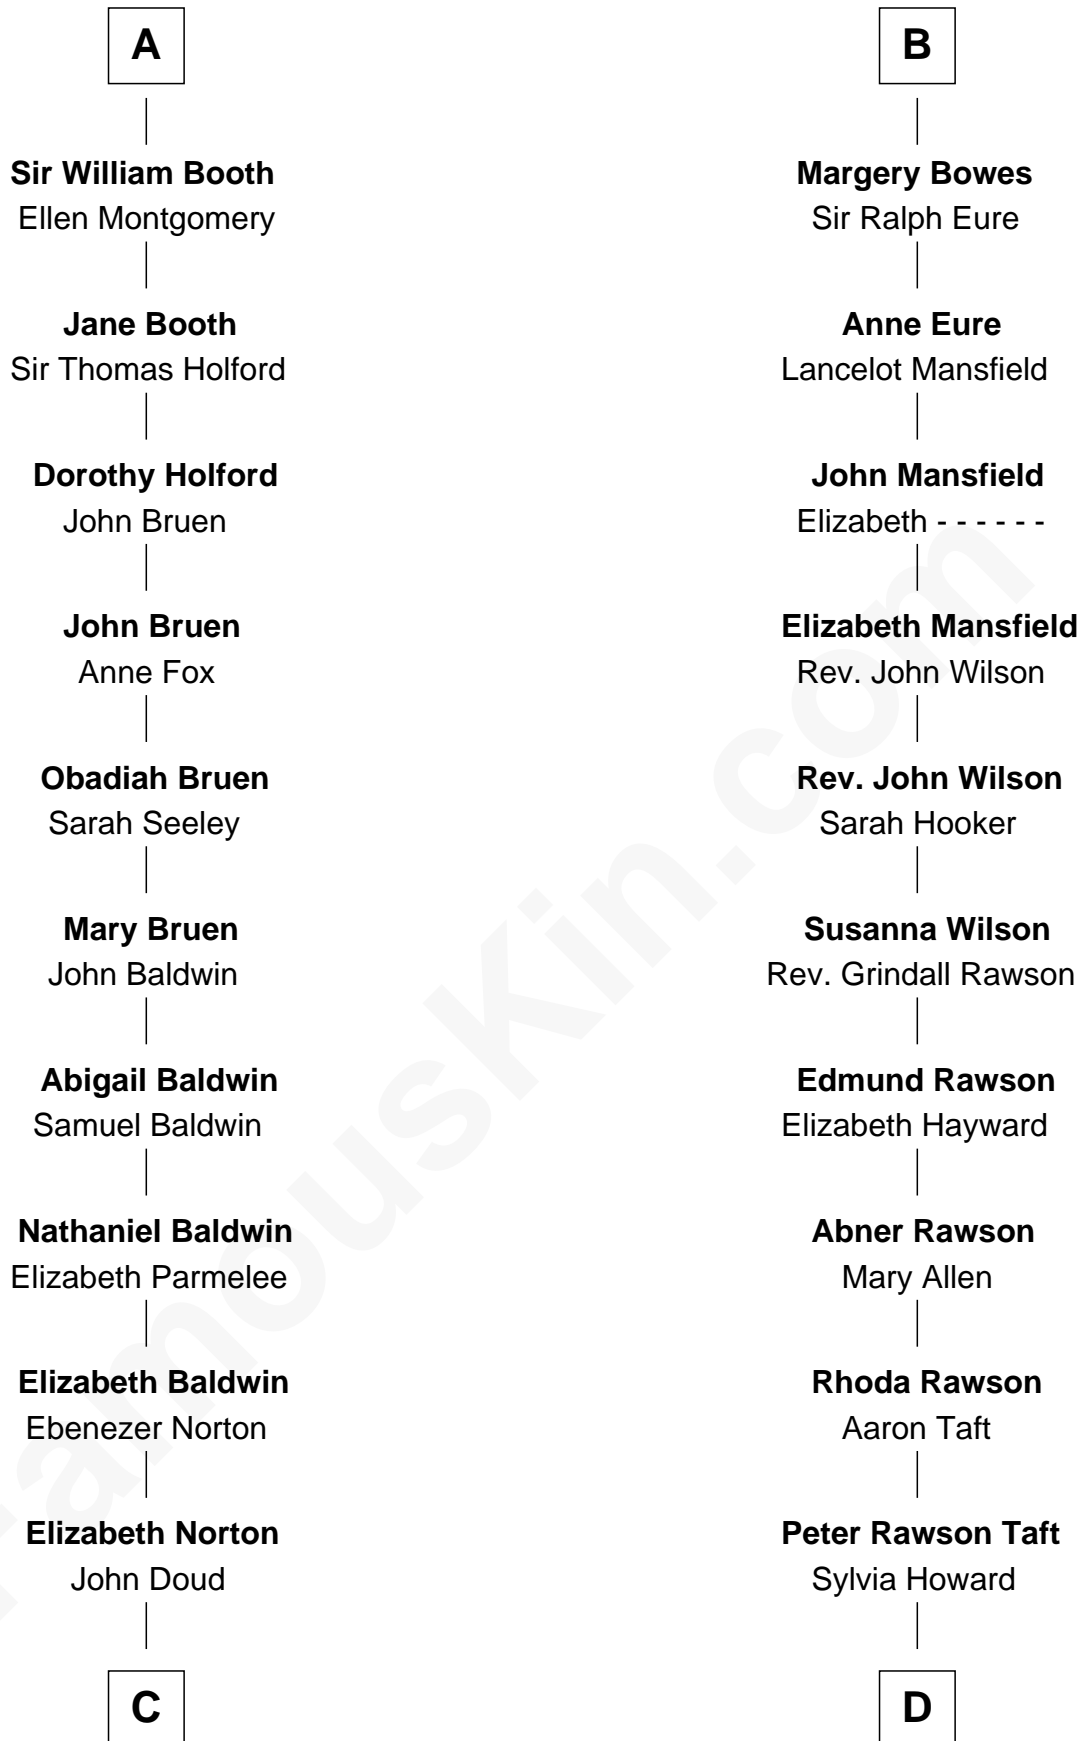 A
Sir William Booth
Ellen Montgomery
Jane Booth
Sir Thomas Holford
Dorothy Holford
John Bruen
John Bruen
Anne Fox
Obadiah Bruen
Sarah Seeley
Mary Bruen
John Baldwin
Abigail Baldwin
Samuel Baldwin
Nathaniel Baldwin
Elizabeth Parmelee
Elizabeth Baldwin
Ebenezer Norton
Elizabeth Norton
John Doud
C
B
Margery Bowes
Sir Ralph Eure
Anne Eure
Lancelot Mansfield
John Mansfield
Elizabeth - - - - - -
Elizabeth Mansfield
Rev. John Wilson
Rev. John Wilson
Sarah Hooker
Susanna Wilson
Rev. Grindall Rawson
Edmund Rawson
Elizabeth Hayward
Abner Rawson
Mary Allen
Rhoda Rawson
Aaron Taft
Peter Rawson Taft
Sylvia Howard
D
FamousKin.com